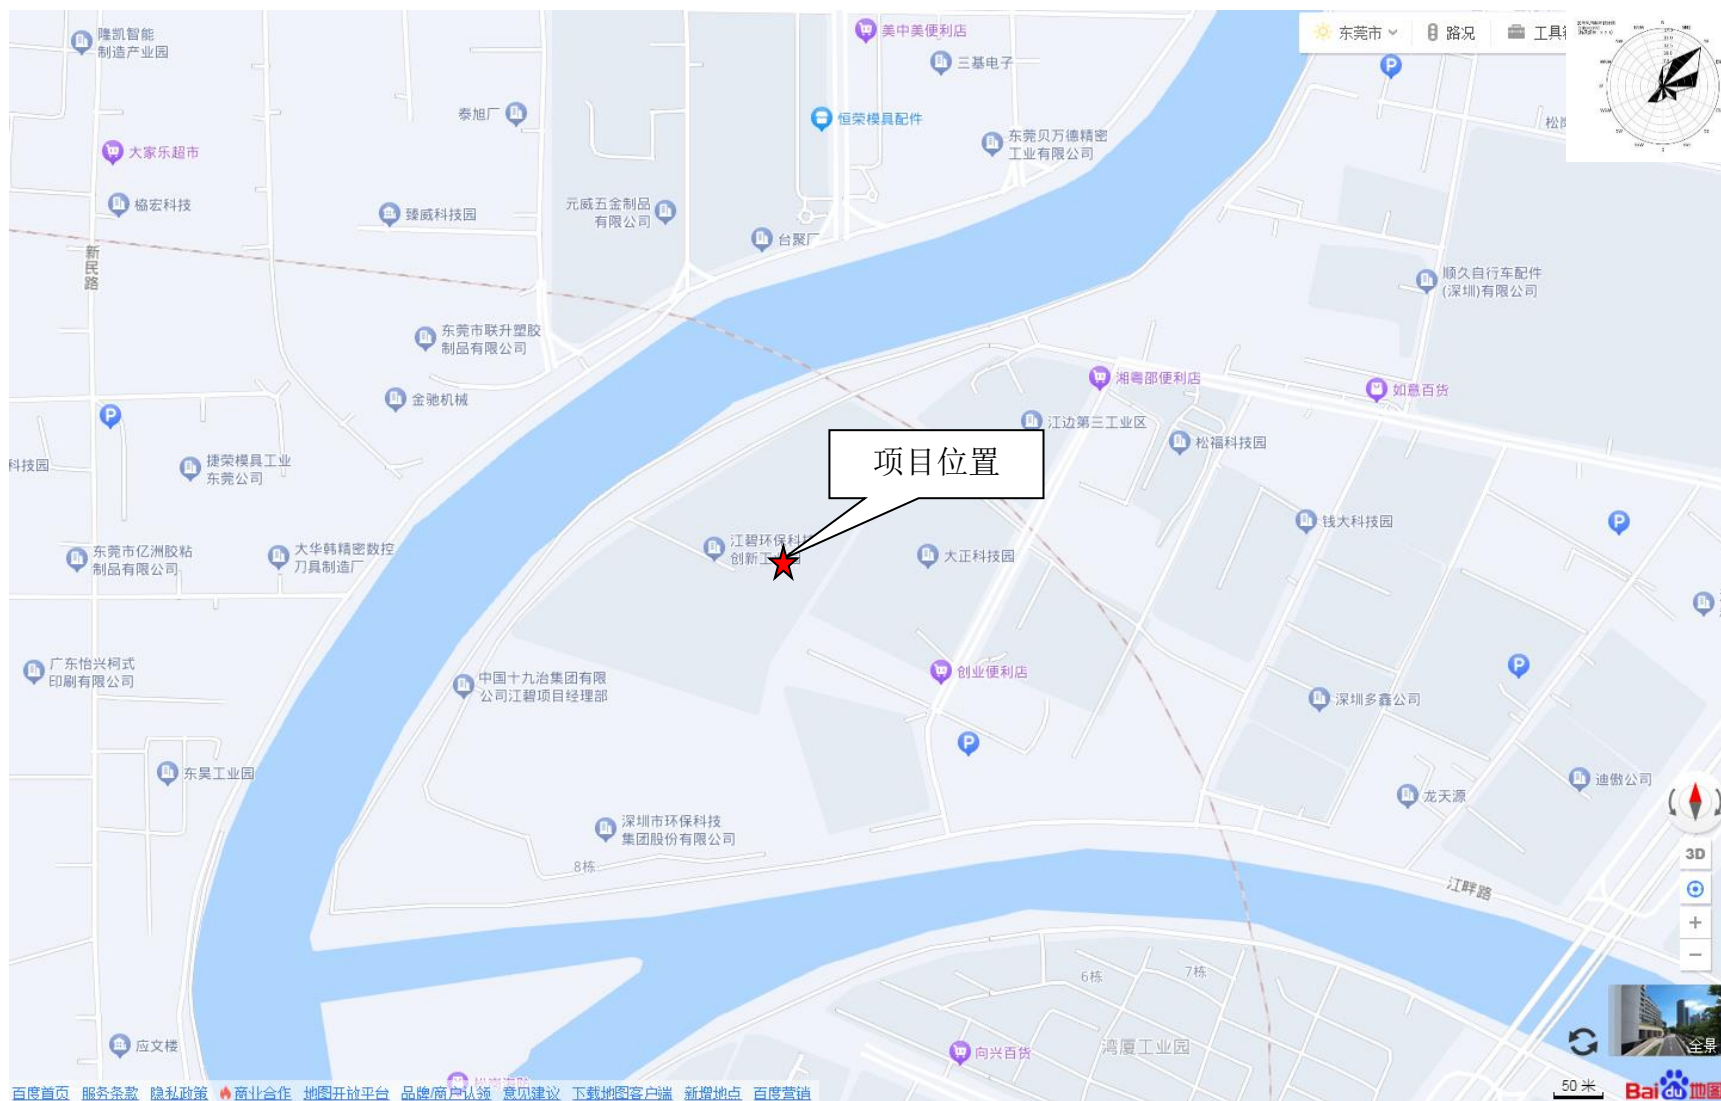 隆凯智能
制造产业园
美中美便利店
三基电子
东莞市
路况
工具
泰旭厂
恒荣模具配件
东莞贝万德精密
工业有限公司
大家乐超市
元威五金制品
有限公司
臻威科技园
台聚厂
新民路
顺久自行车配件
(深圳)有限公司
东莞市联升塑胶
制品有限公司
湘粤邵便利店
如意百货
金驰机械
江边第三工业区
松福科技园
项目位置
科技园
捷荣模具工业
东莞公司
钱大科技园
江碧环保科技
创新工
大正科技园
东莞市亿洲胶粘
制品有限公司
大华韩精密数控
刀具制造厂
广东怡兴柯式
印刷有限公司
中国十九冶集团有限
公司江碧项目经理部
创业便利店
深圳多鑫公司
东昊工业园
迪傲公司
龙天源
深圳市环保科技
集团股份有限公司
8栋
3D
江畔路
6栋
7栋
应文楼
向兴百货
湾厦工业园
全景
50 米
Bai du 地图
百度首页 服务条款 隐私政策 商业合作 地图开放平台 品牌/商户认领 意见建议 下载地图客户端 新增地点 百度营销